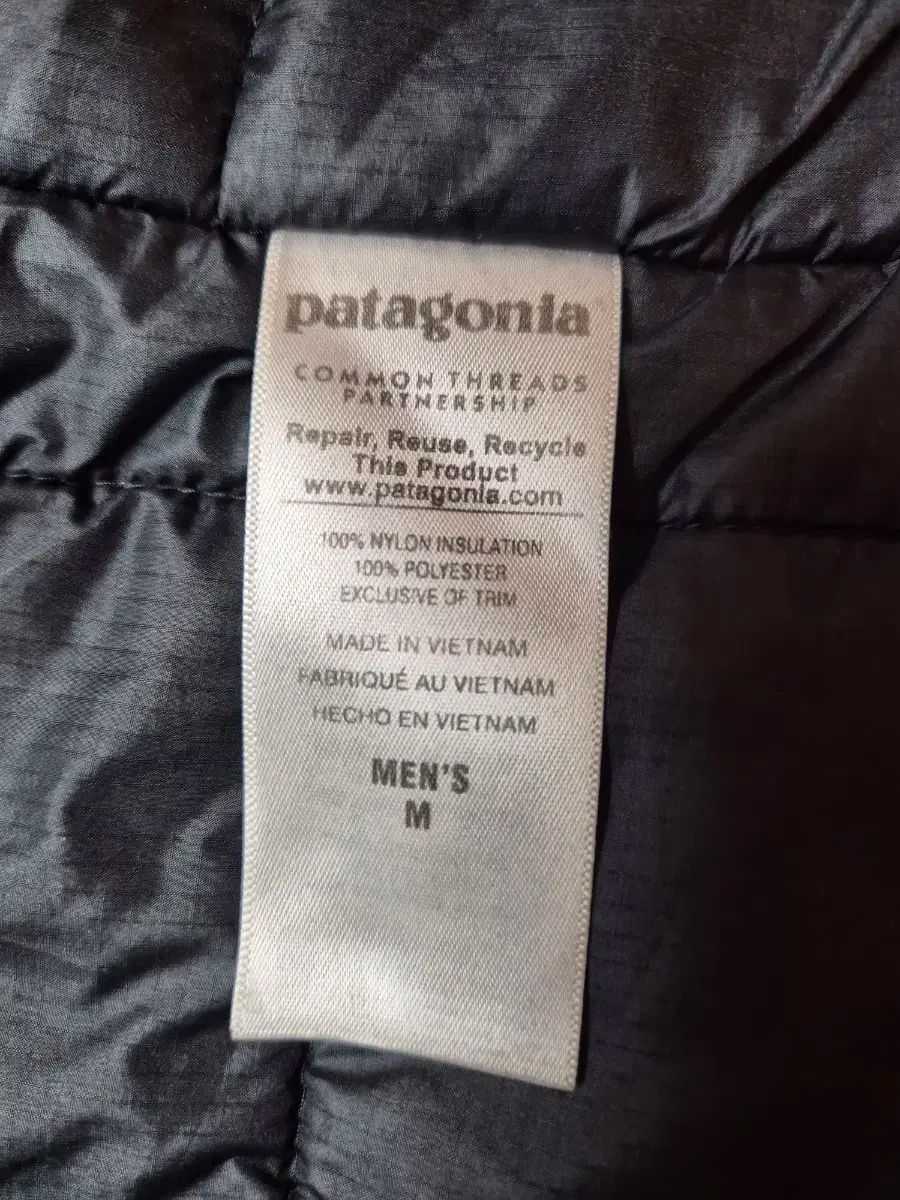 patagonia
COMMON THREADS
PARTNERSHIP
Repair, Reuse, Recycle
This Product
www.patagonia.com
100% NYLON INSULATION
100% POLYESTER
EXCLUSIVE OF TRIM
MADE IN VIETNAM
FABRIQUÉ AU VIETNAM
HECHO EN VIETNAM
MEN'S
M